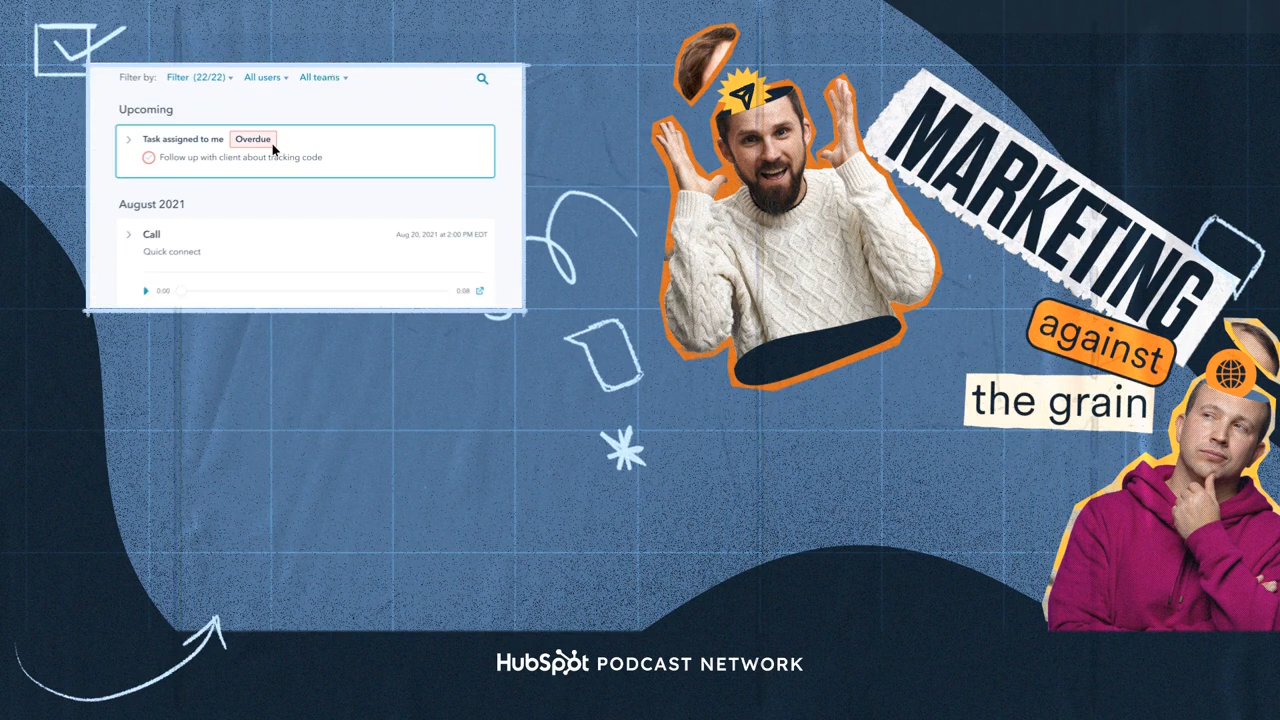 Filter by: Filter (22/22) All users All teams
Upcoming
Task assigned to me Overdue
Follow up with client about tracking code
August 2021
Call Aug 20, 2021 at 2:00 PM EDT
Quick connect
0:00 0:08
MARKETING
against
the grain
HubSpot PODCAST NETWORK